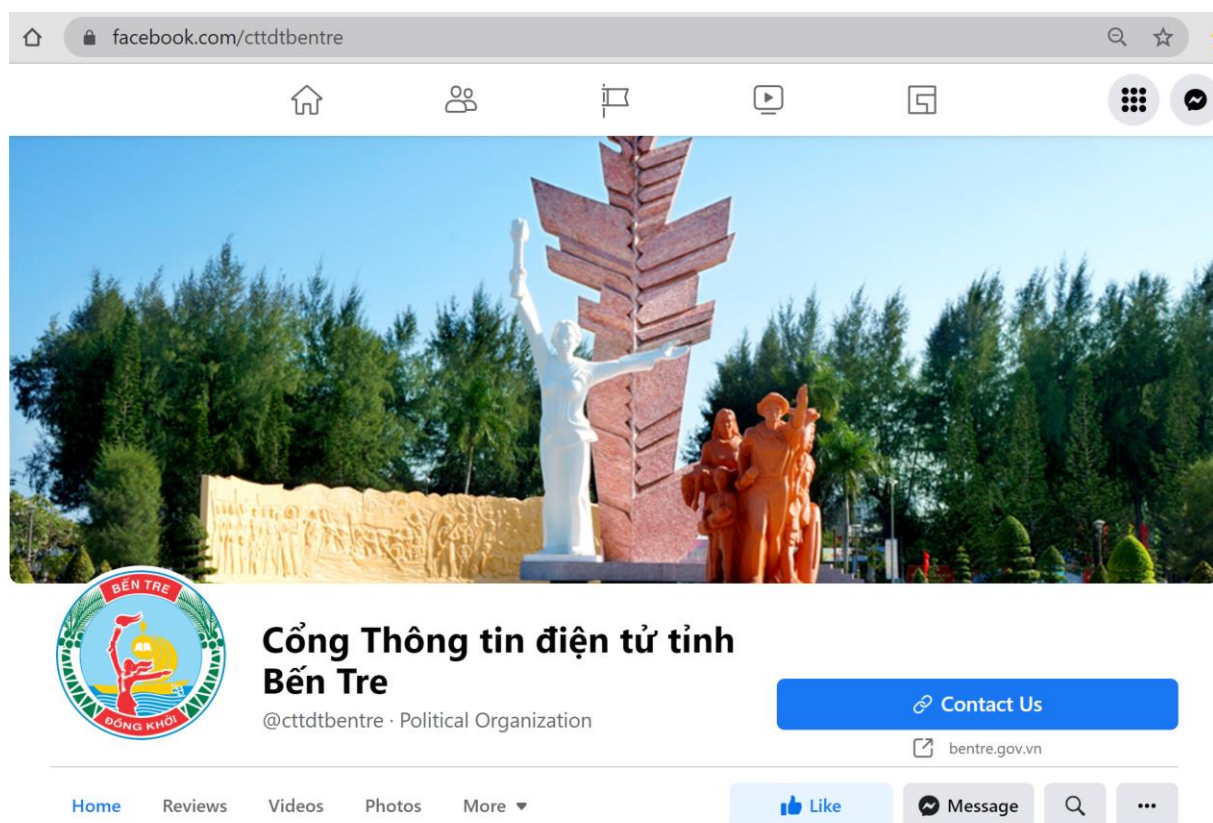 facebook.com/cttdtbentre
BẾN TRE
ĐỒNG KHỞI
Cổng Thông tin điện tử tỉnh
Bến Tre
@cttdtbentre · Political Organization
Contact Us
bentre.gov.vn
Home Reviews Videos Photos More Like Message